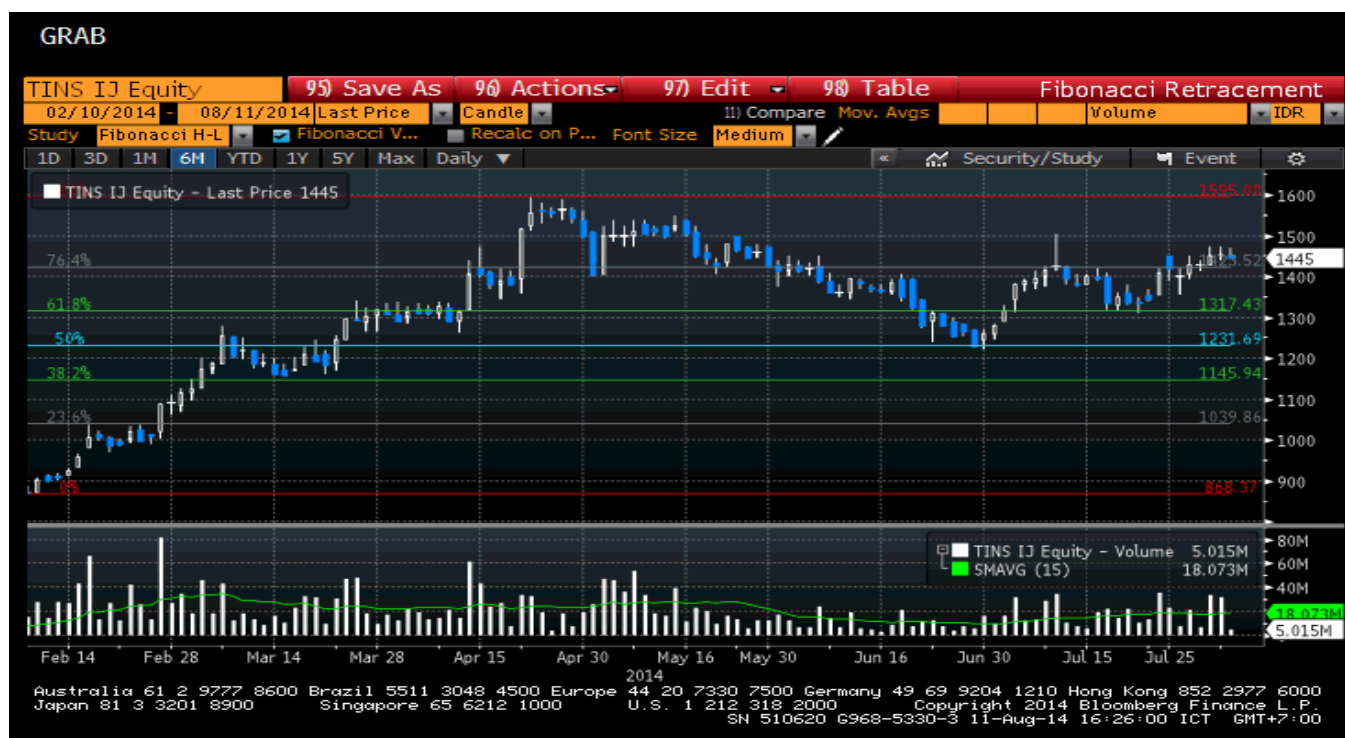 GRAB
TINS IJ Equity 95) Save As 96) Actions 97) Edit 98) Table Fibonacci Retracement
02/10/2014 - 08/11/2014 Last Price Candle 11) Compare Mov. Avgs Volume IDR
Study Fibonacci H-L Fibonacci V... Recalc on P... Font Size Medium
1D 3D 1M 6M YTD 1Y 5Y Max Daily ▼ « Security/Study Event
TINS IJ Equity - Last Price 1445
1595.08
1600
1500
76.4%
1445
1400
61.8%
1317.43
1300
50%
1231.69
1200
38.2%
1145.94
1100
23.6%
1039.86
1000
900
0%
868.37
80M
TINS IJ Equity - Volume 5.015M
60M
SMAVG (15) 18.073M
40M
18.073M
5.015M
Feb 14 Feb 28 Mar 14 Mar 28 Apr 15 Apr 30 May 16 May 30 Jun 16 Jun 30 Jul 15 Jul 25
2014
Australia 61 2 9777 8600 Brazil 5511 3048 4500 Europe 44 20 7330 7500 Germany 49 69 9204 1210 Hong Kong 852 2977 6000
Japan 81 3 3201 8900 Singapore 65 6212 1000 U.S. 1 212 318 2000 Copyright 2014 Bloomberg Finance L.P.
SN 510620 G968-5330-3 11-Aug-14 16:26:00 ICT GMT+7:00